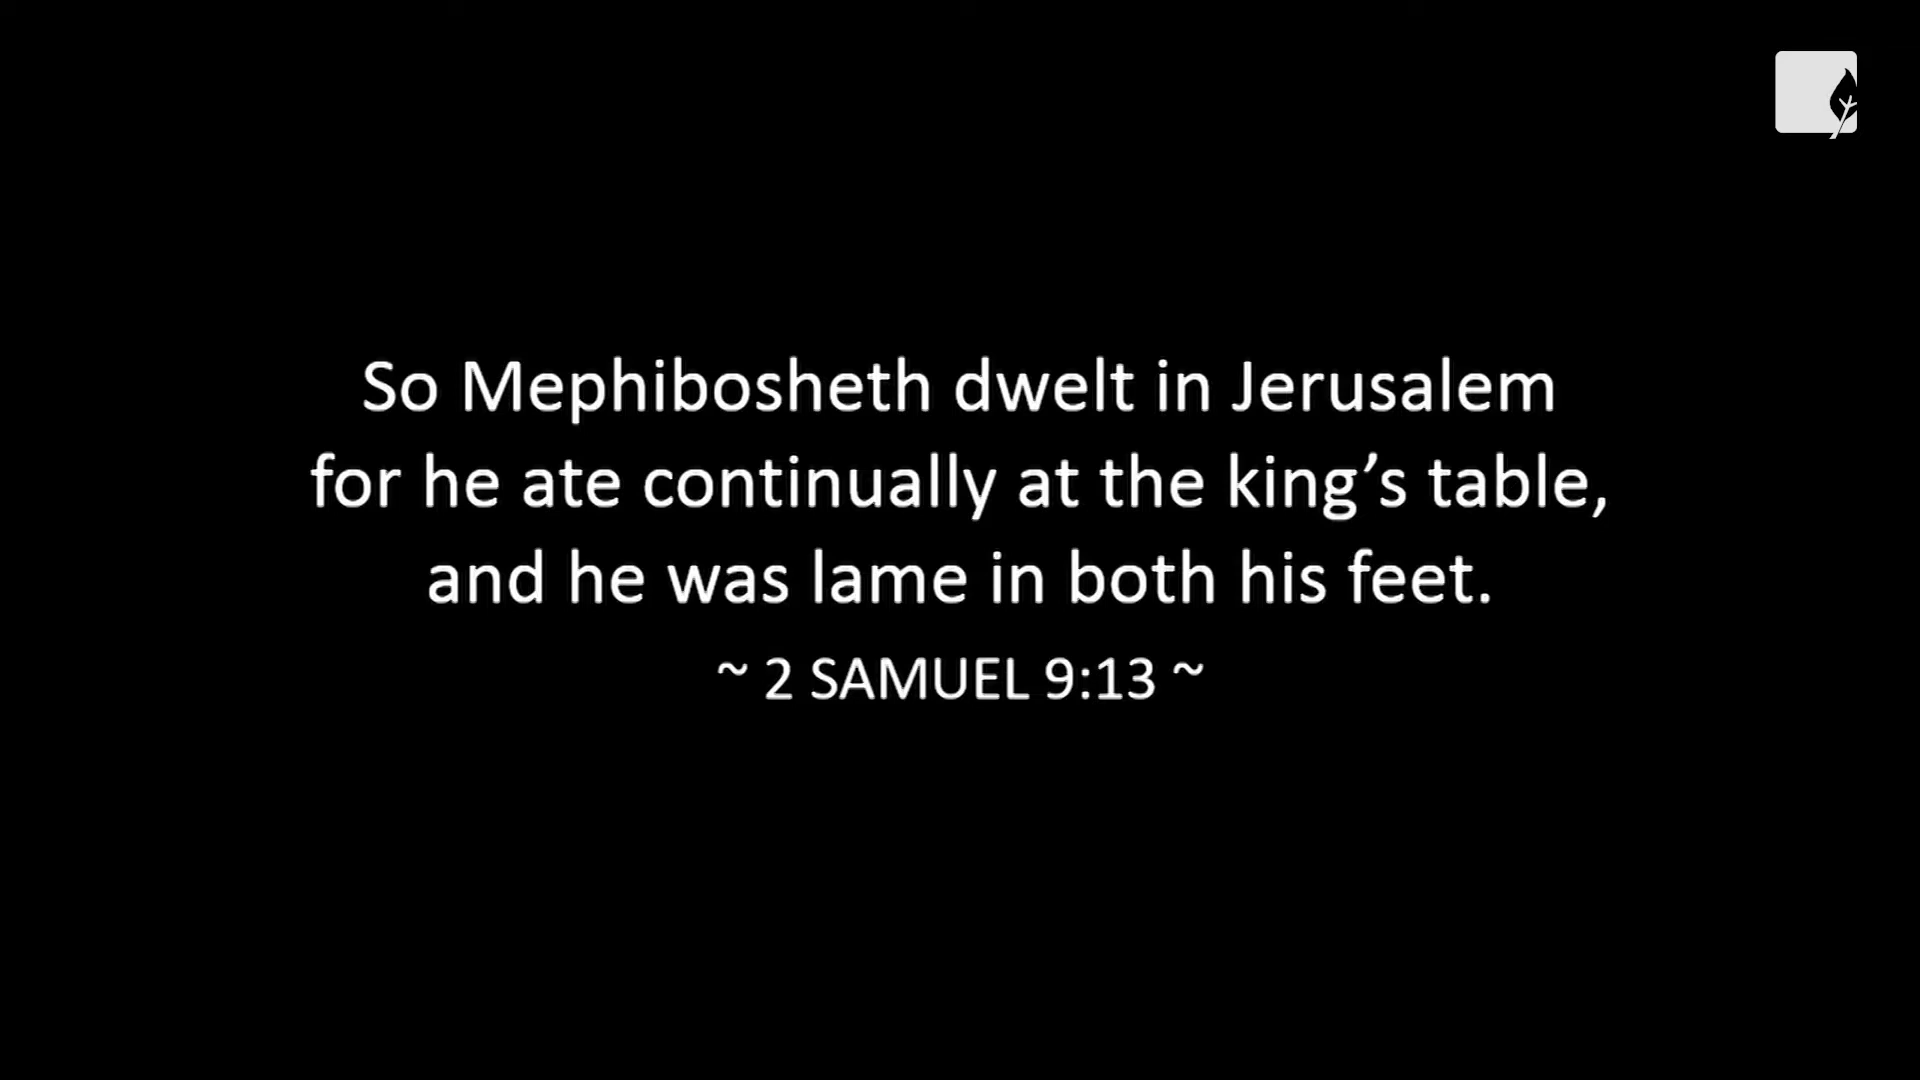 So Mephibosheth dwelt in Jerusalem
for he ate continually at the king’s table,
and he was lame in both his feet.
~ 2 SAMUEL 9:13 ~